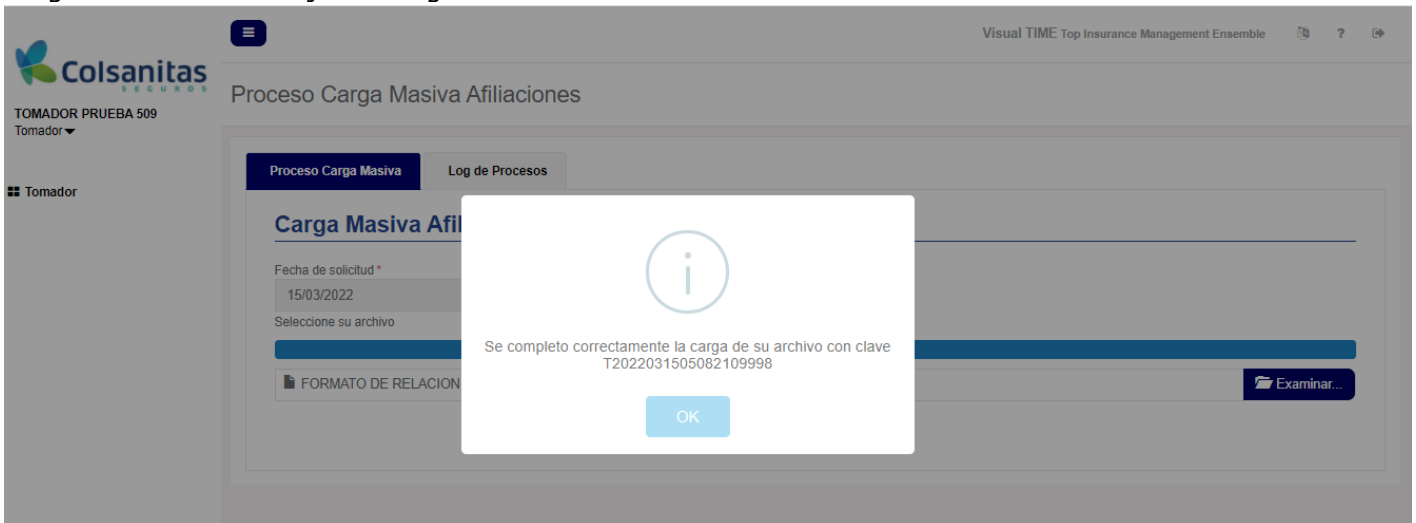 Visual TIME Top Insurance Management Ensemble ?
Colsanitas
SEGUROS
TOMADOR PRUEBA 509
Tomador
Tomador
Proceso Carga Masiva Afiliaciones
Proceso Carga Masiva Log de Procesos
Carga Masiva Afil
Fecha de solicitud *
15/03/2022
Seleccione su archivo
FORMATO DE RELACION
Examinar...
Se completo correctamente la carga de su archivo con clave
T2022031505082109998
OK